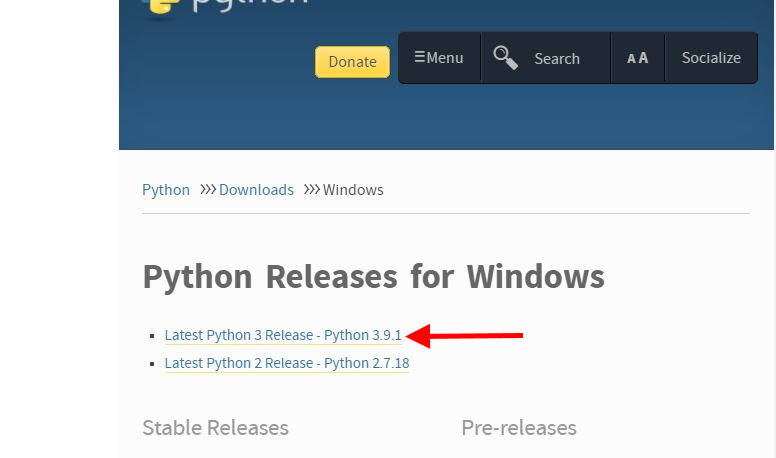 python
Donate
☰Menu
Search
A A
Socialize
Python >>> Downloads >>> Windows
Python Releases for Windows
Latest Python 3 Release - Python 3.9.1
Latest Python 2 Release - Python 2.7.18
Stable Releases
Pre-releases